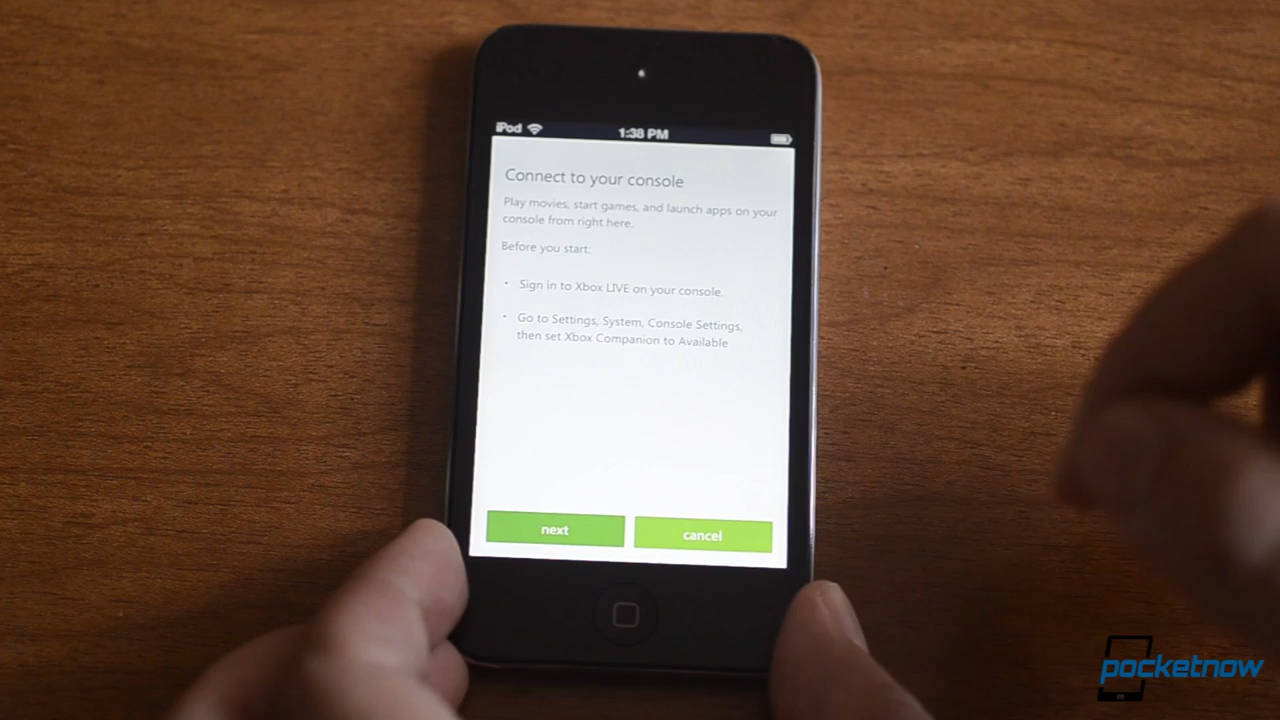 iPod
1:38 PM
Connect to your console
Play movies, start games, and launch apps on your
console from right here.
Before you start:
• Sign in to Xbox LIVE on your console.
• Go to Settings, System, Console Settings,
then set Xbox Companion to Available
next
cancel
pocketnow